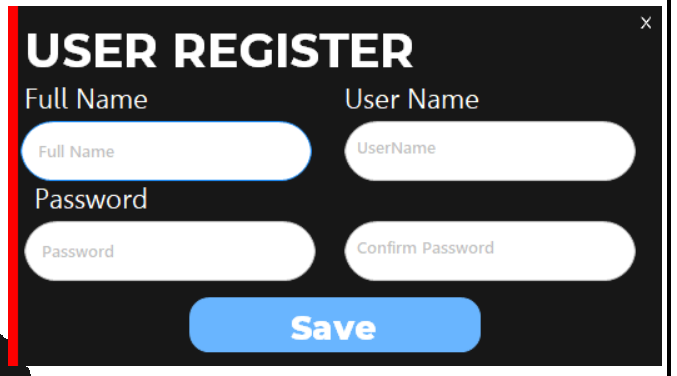 X
USER REGISTER
Full Name
User Name
Full Name
UserName
Password
Password
Confirm Password
Save